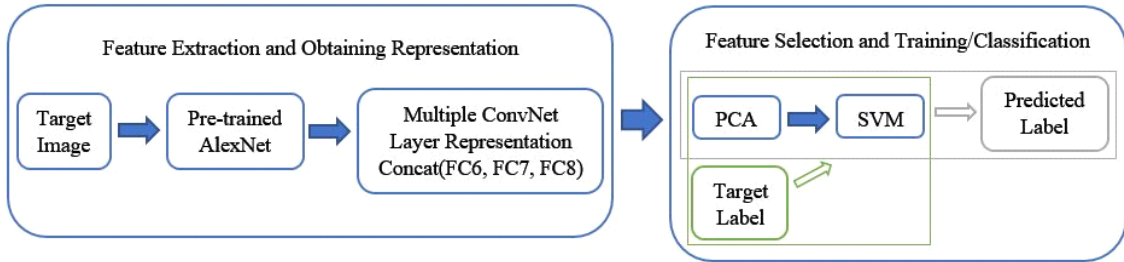 Feature Extraction and Obtaining Representation
Target
Image
Pre-trained
AlexNet
Multiple ConvNet
Layer Representation
Concat(FC6, FC7, FC8)
Feature Selection and Training/Classification
PCA
SVM
Predicted
Label
Target
Label